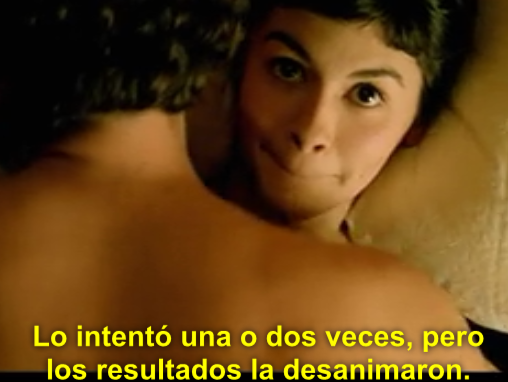 Lo intentó una o dos veces, pero
los resultados la desanimaron.